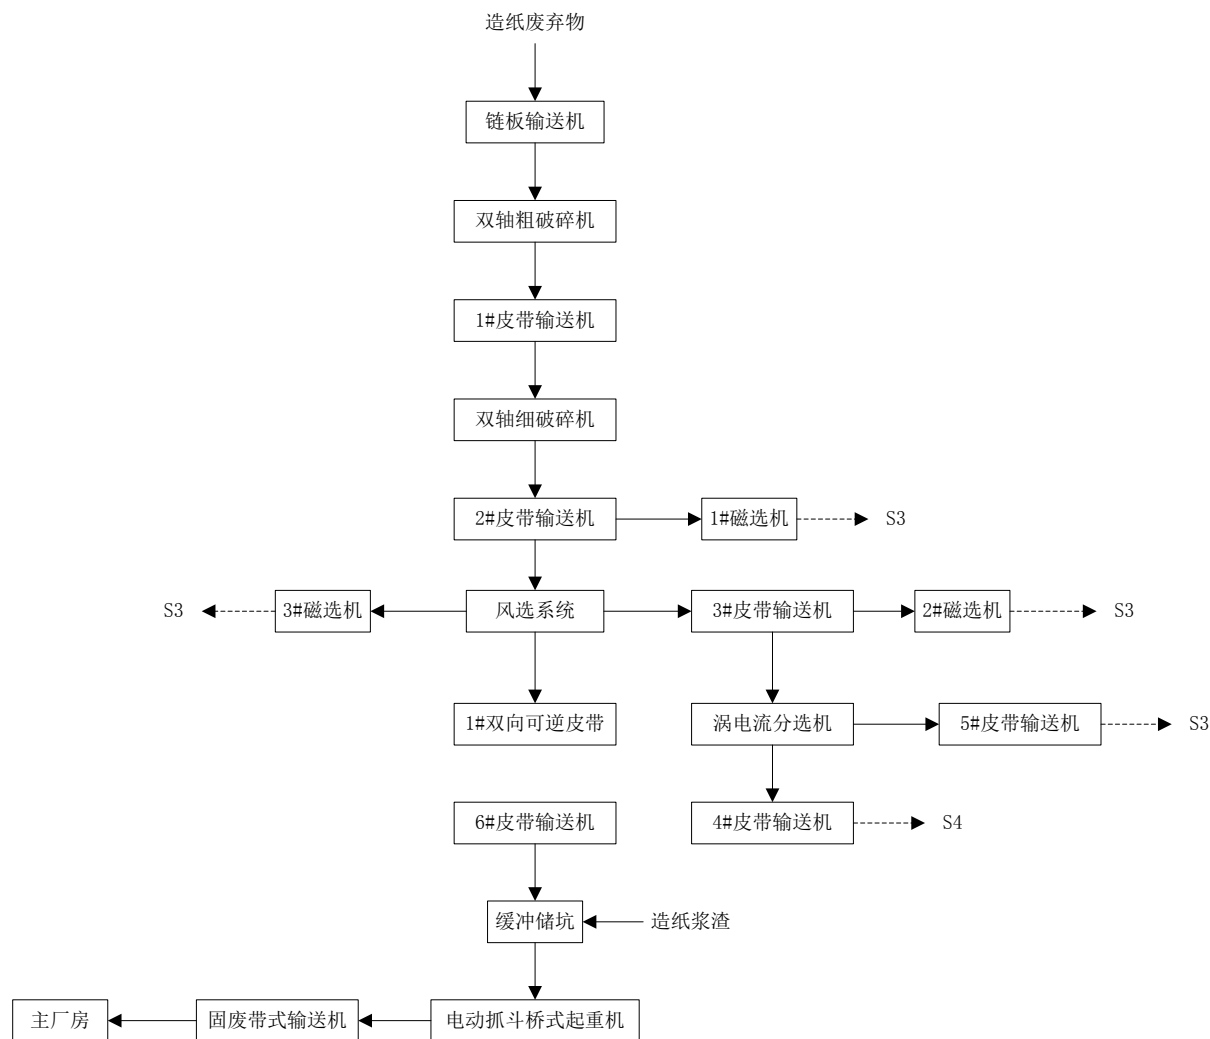 造纸废弃物
链板输送机
双轴粗破碎机
1#皮带输送机
双轴细破碎机
2#皮带输送机
1#磁选机
S3
S3
3#磁选机
风选系统
3#皮带输送机
2#磁选机
S3
1#双向可逆皮带
涡电流分选机
5#皮带输送机
S3
6#皮带输送机
4#皮带输送机
S4
缓冲储坑
造纸浆渣
主厂房
固废带式输送机
电动抓斗桥式起重机